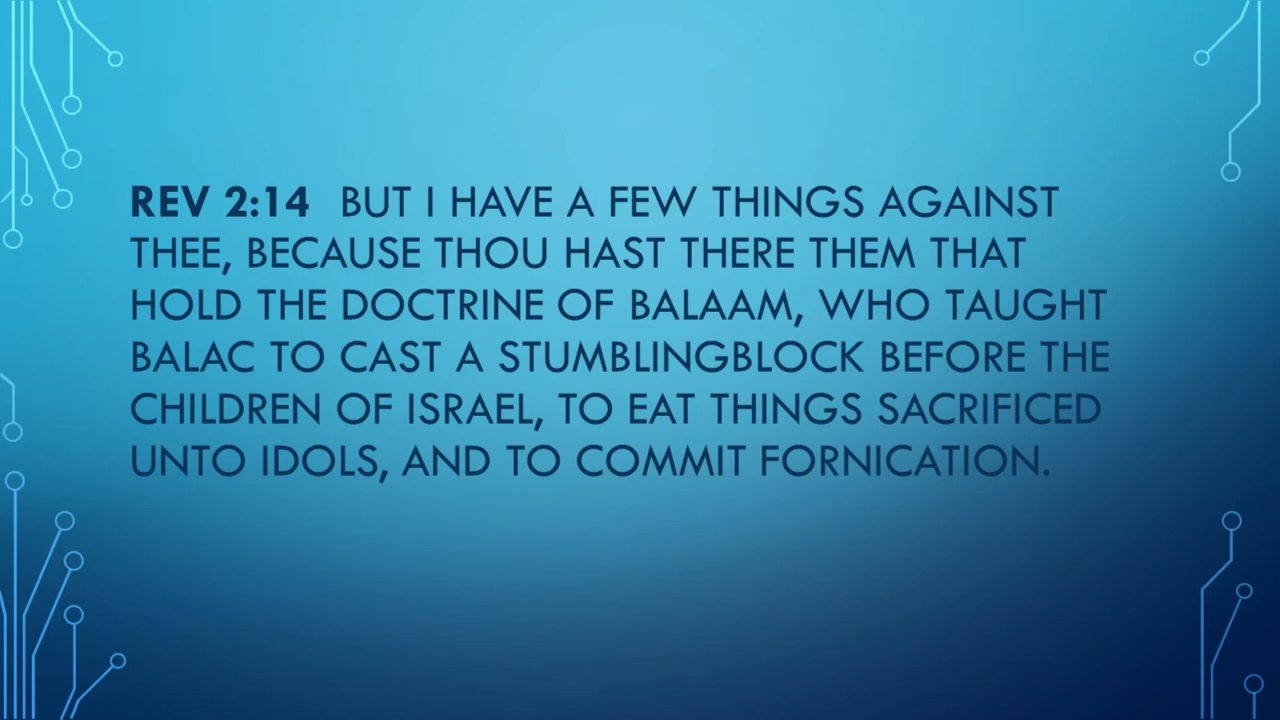 REV 2:14 BUT I HAVE A FEW THINGS AGAINST
THEE, BECAUSE THOU HAST THERE THEM THAT
HOLD THE DOCTRINE OF BALAAM, WHO TAUGHT
BALAC TO CAST A STUMBLINGBLOCK BEFORE THE
CHILDREN OF ISRAEL, TO EAT THINGS SACRIFICED
UNTO IDOLS, AND TO COMMIT FORNICATION.